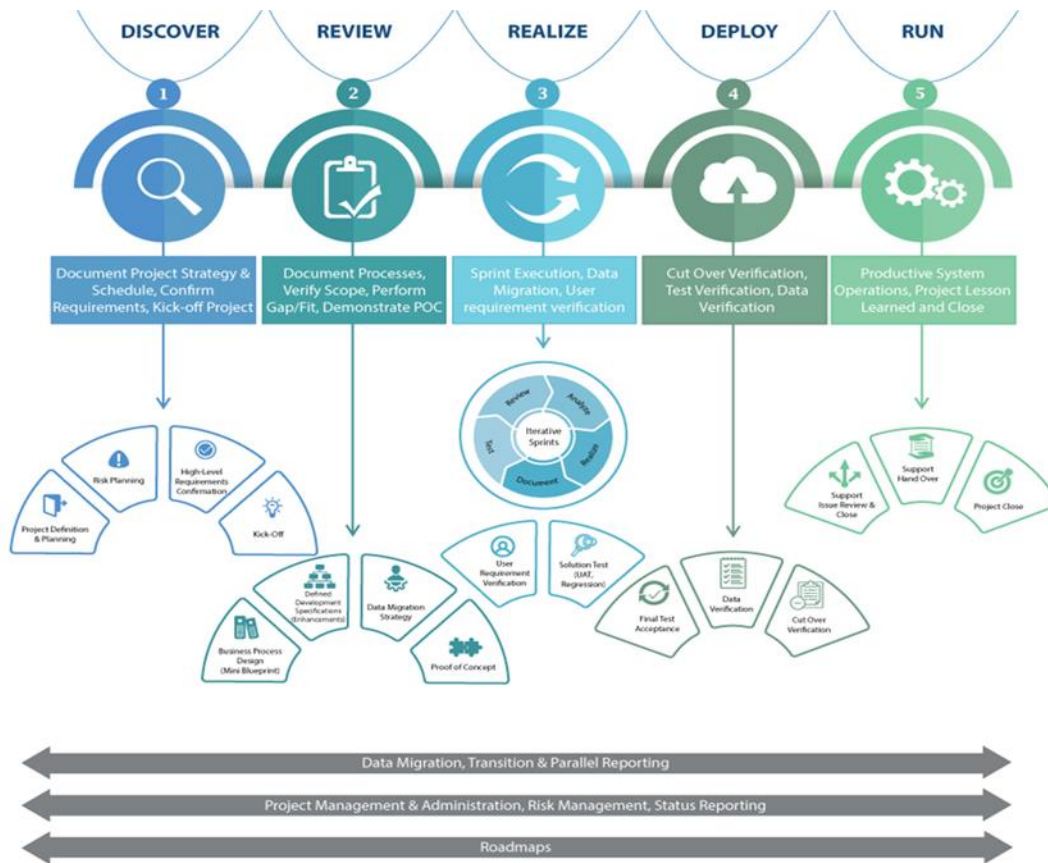 DISCOVER
REVIEW
REALIZE
DEPLOY
RUN
1
2
3
4
5
Document Project Strategy &
Schedule, Confirm
Requirements, Kick-off Project
Document Processes,
Verify Scope, Perform
Gap/Fit, Demonstrate POC
Sprint Execution, Data
Migration, User
requirement verification
Cut Over Verification,
Test Verification, Data
Verification
Productive System
Operations, Project Lesson
Learned and Close
Project Definition
& Planning
Risk Planning
High-Level
Requirements
Confirmation
Kick-Off
Business Process
Design
(Mini Blueprint)
Defined
Development
Specifications
(Enhancements)
Data Migration
Strategy
Proof of Concept
Review
Analyze
Test
Iterative
Sprints
Realize
Document
User
Requirement
Verification
Solution Test
(UAT,
Regression)
Final Test
Acceptance
Data
Verification
Cut Over
Verification
Support
Issue Review &
Close
Support
Hand Over
Project Close
Data Migration, Transition & Parallel Reporting
Project Management & Administration, Risk Management, Status Reporting
Roadmaps